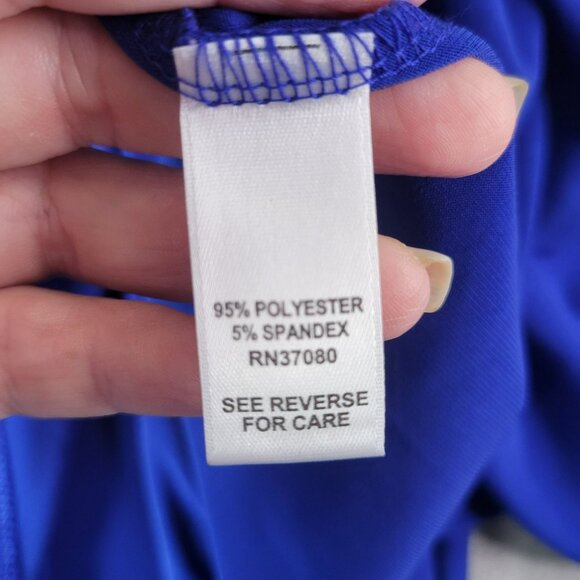 95% POLYESTER
5% SPANDEX
RN37080
SEE REVERSE
FOR CARE